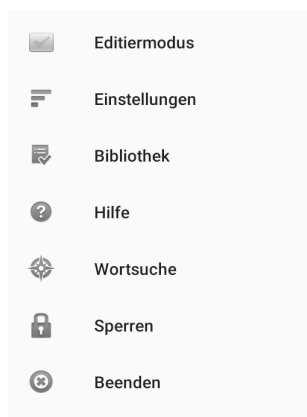 Editiermodus
Einstellungen
Bibliothek
Hilfe
Wortsuche
Sperren
Beenden